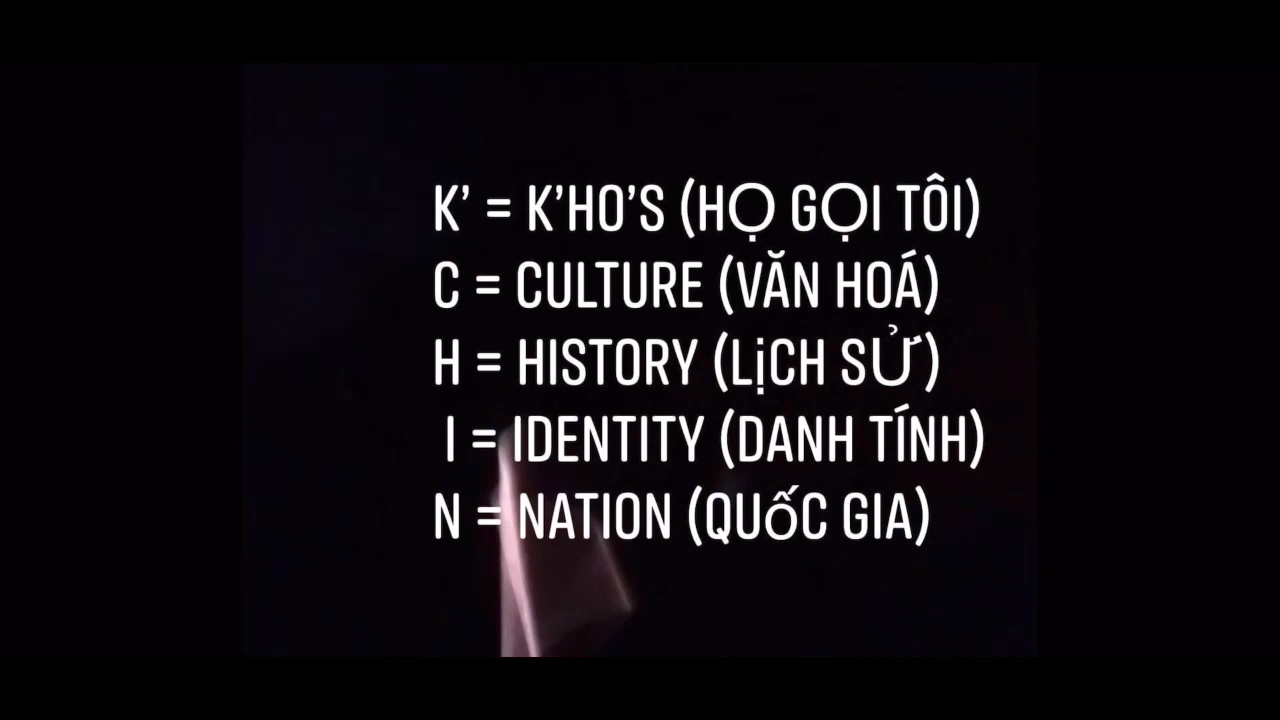 K’ = K’HO’S (HỌ GỌI TÔI)
C = CULTURE (VĂN HOÁ)
H = HISTORY (LịCH SỬ)
I = IDENTITY (DANH TÍNH)
N = NATION (QUỐC GIA)